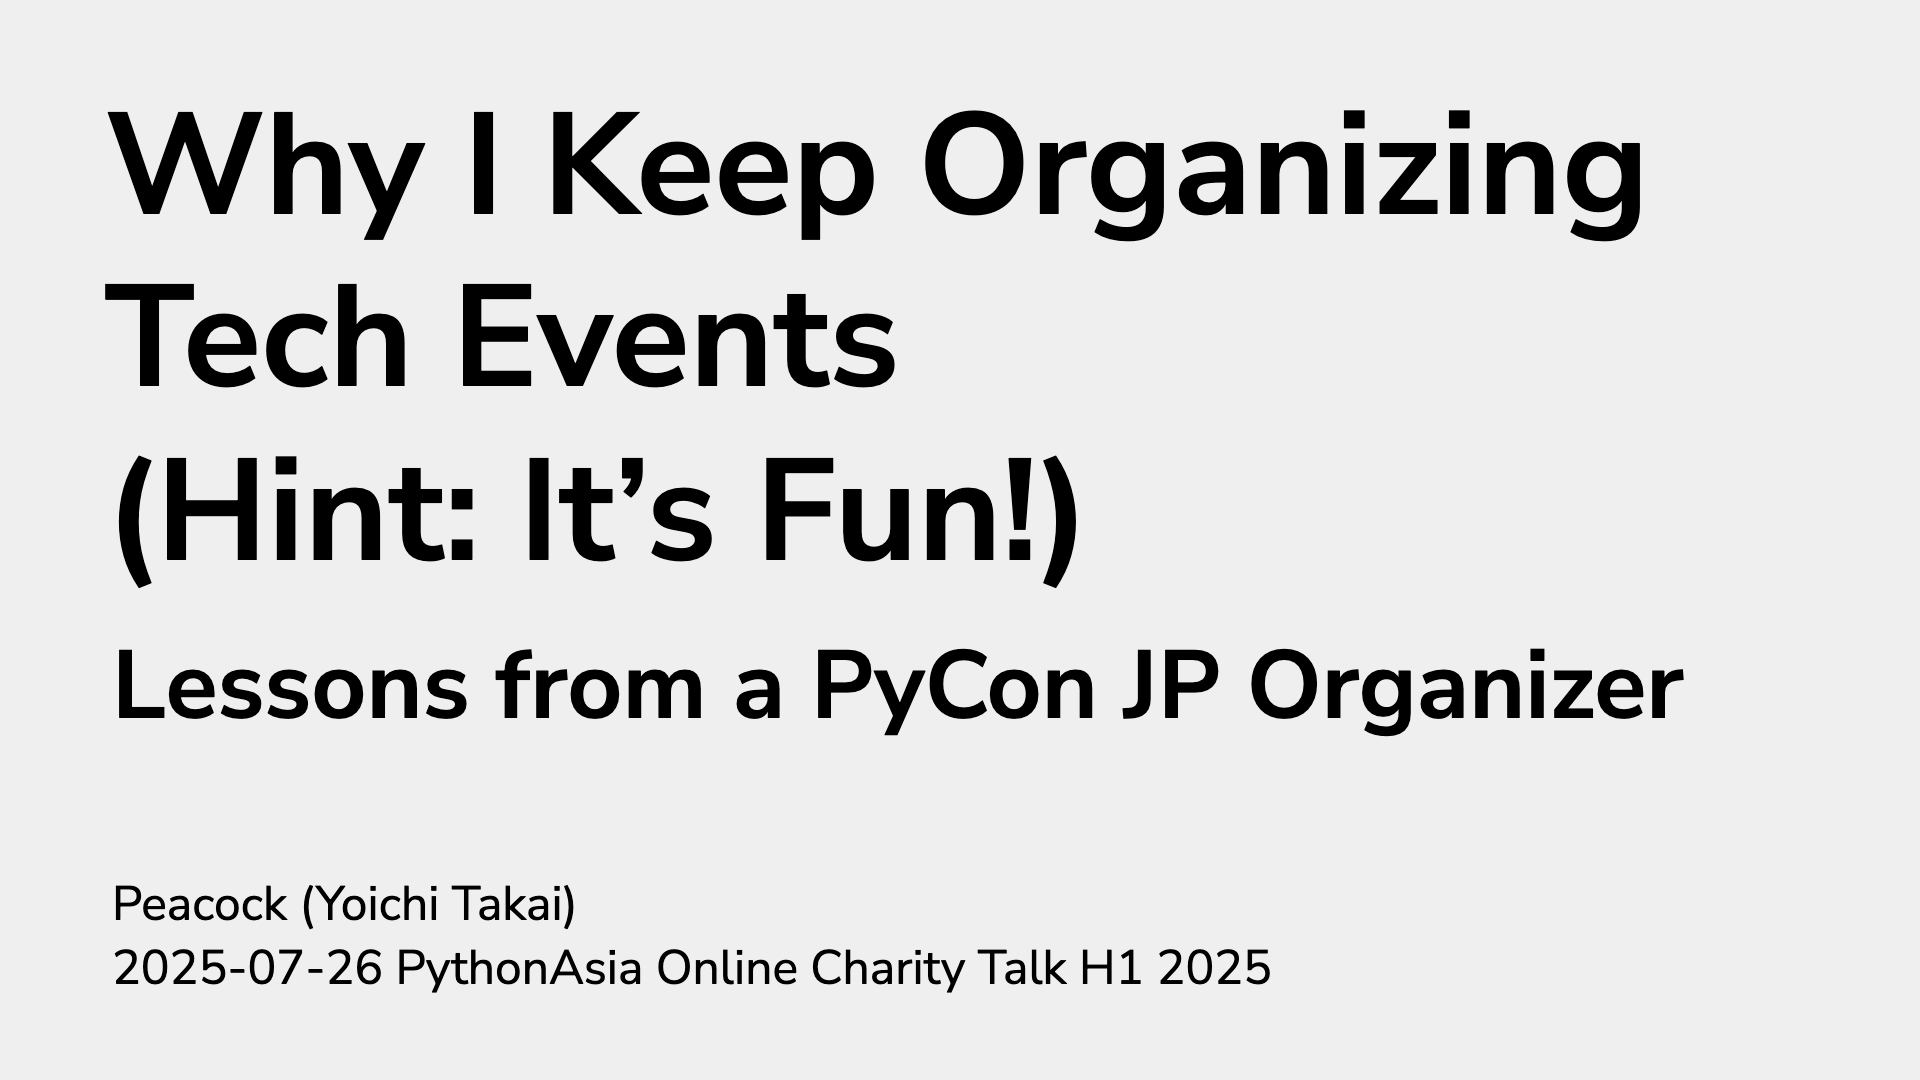 Why I Keep Organizing
Tech Events
(Hint: It’s Fun!)
Lessons from a PyCon JP Organizer
Peacock (Yoichi Takai)
2025-07-26 PythonAsia Online Charity Talk H1 2025